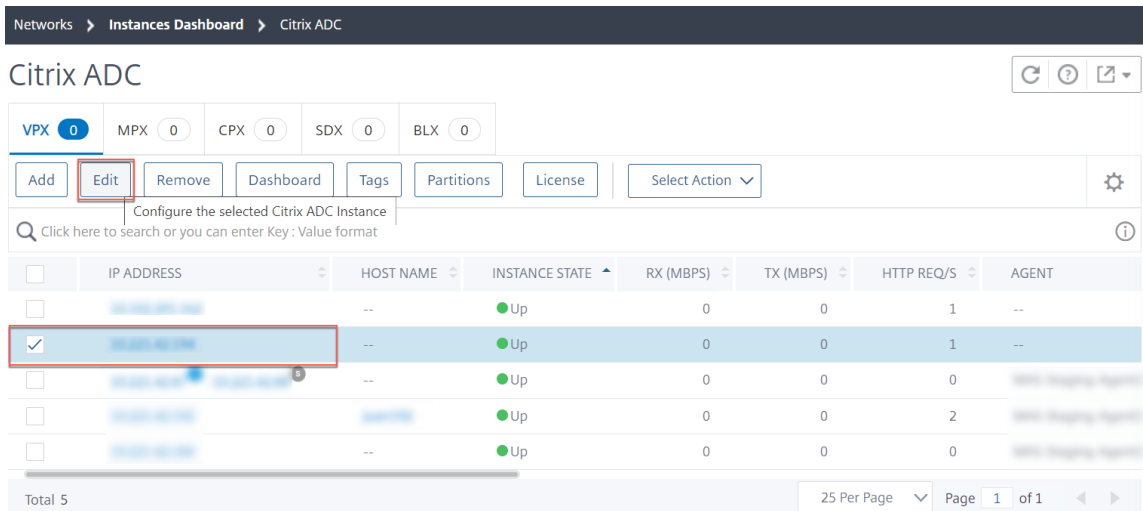 Networks > Instances Dashboard > Citrix ADC
Citrix ADC
VPX 0 MPX 0 CPX 0 SDX 0 BLX 0
Add Edit Remove Dashboard Tags Partitions License Select Action
Configure the selected Citrix ADC Instance
Click here to search or you can enter Key : Value format
IP ADDRESS HOST NAME INSTANCE STATE RX (MBPS) TX (MBPS) HTTP REQ/S AGENT
-- Up 0 0 1 --
-- Up 0 0 1 --
S -- Up 0 0 0
Up 0 0 2
-- Up 0 0 0
Total 5 25 Per Page Page 1 of 1